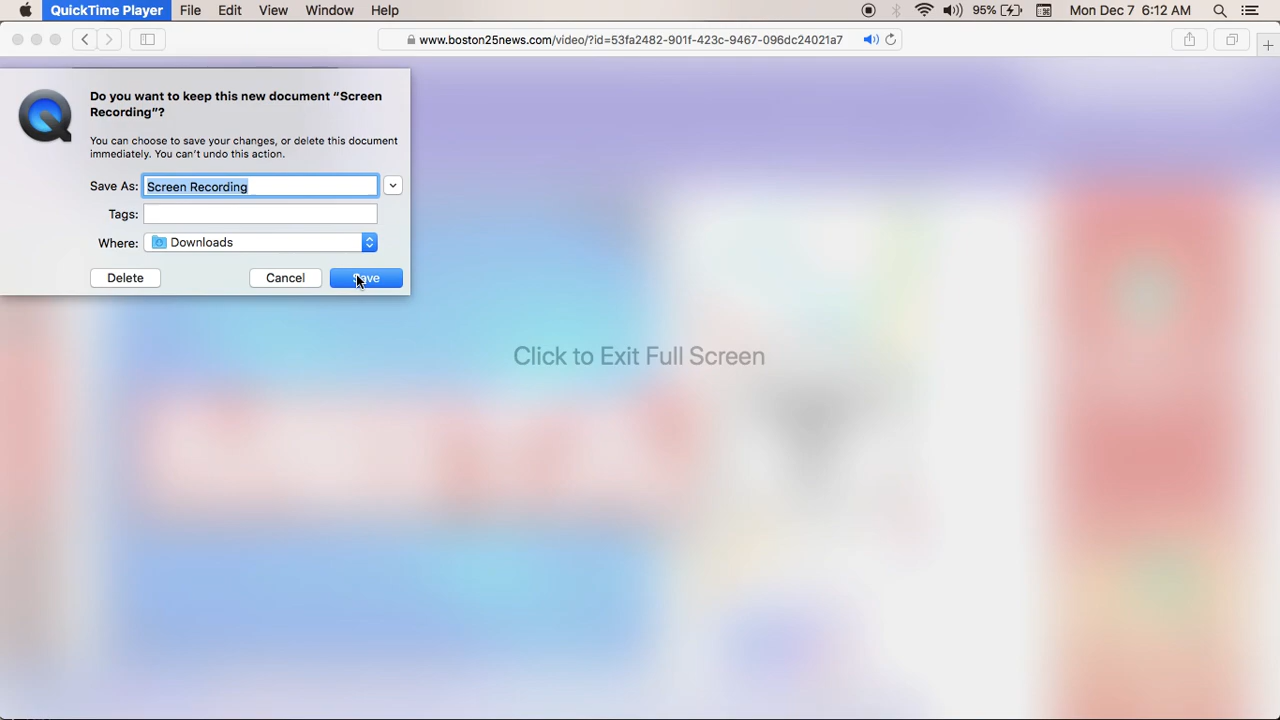 QuickTime Player File Edit View Window Help 95% Mon Dec 7 6:12 AM
www.boston25news.com/video/?id=53fa2482-901f-423c-9467-096dc24021a7
Do you want to keep this new document “Screen
Recording”?
You can choose to save your changes, or delete this document
immediately. You can’t undo this action.
Save As: Screen Recording
Tags:
Where: Downloads
Delete Cancel Save
Click to Exit Full Screen